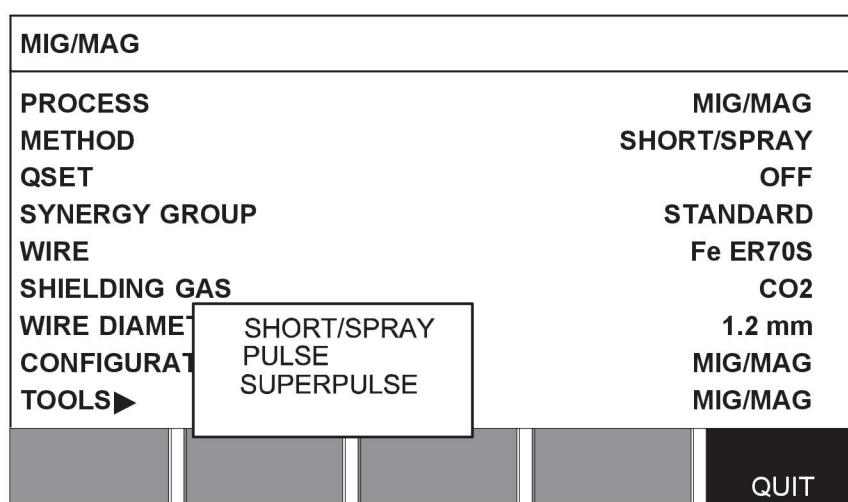 MIG/MAG
PROCESS MIG/MAG
METHOD SHORT/SPRAY
QSET OFF
SYNERGY GROUP STANDARD
WIRE Fe ER70S
SHIELDING GAS CO2
WIRE DIAMET 1.2 mm
CONFIGURAT MIG/MAG
TOOLS▶ MIG/MAG
SHORT/SPRAY
PULSE
SUPERPULSE
QUIT